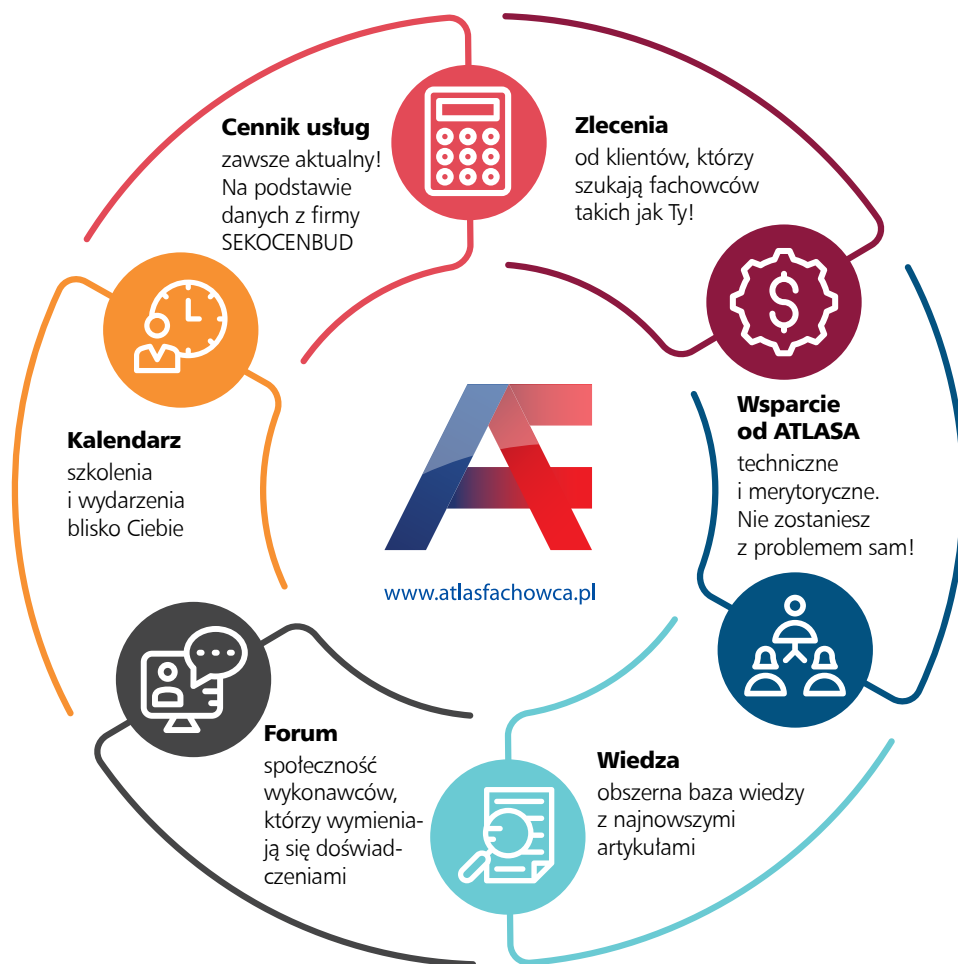 Cennik usług
zawsze aktualny!
Na podstawie
danych z firmy
SEKOCENBUD
Zlecenia
od klientów, którzy
szukają fachowców
takich jak Ty!
Wsparcie
od ATLASA
techniczne
i merytoryczne.
Nie zostaniesz
z problemem sam!
Kalendarz
szkolenia
i wydarzenia
blisko Ciebie
www.atlasfachowca.pl
Forum
społeczność
wykonawców,
którzy wymienia-
ją się doświad-
czeniami
Wiedza
obszerna baza wiedzy
z najnowszymi
artykułami